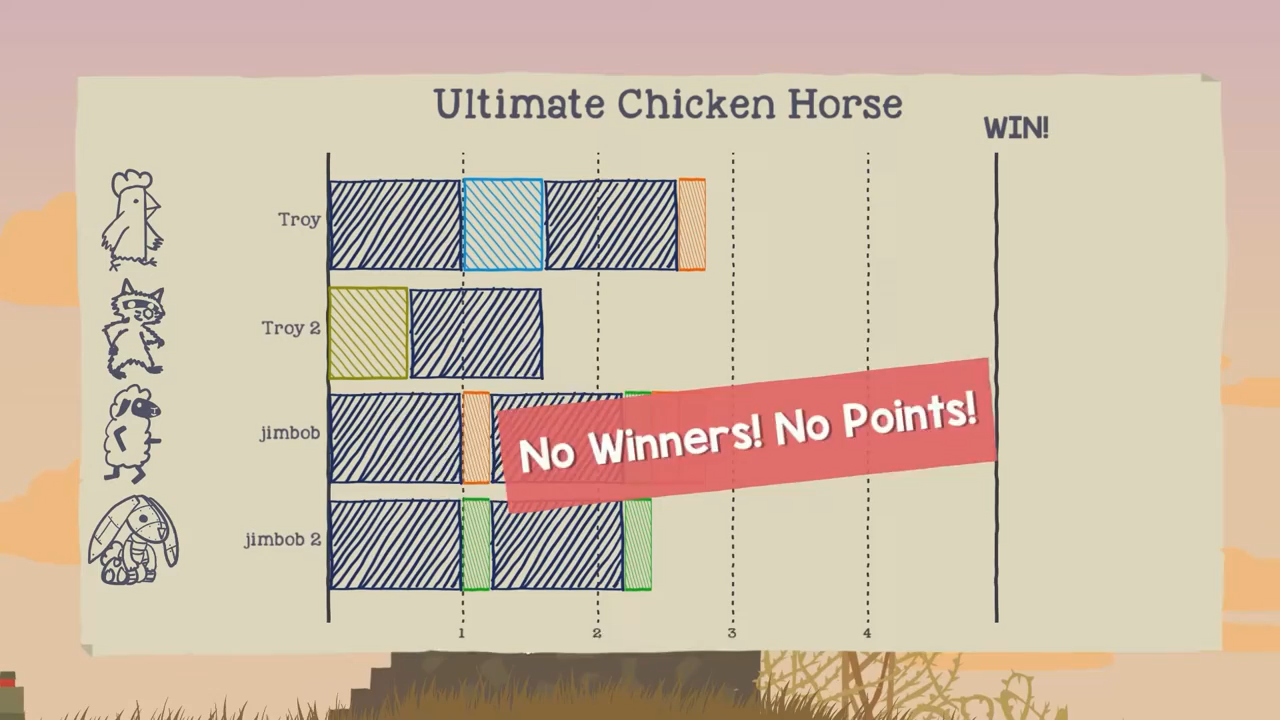 Ultimate Chicken Horse
WIN!
Troy
Troy 2
jimbob
No Winners! No Points!
jimbob 2
1 2 3 4